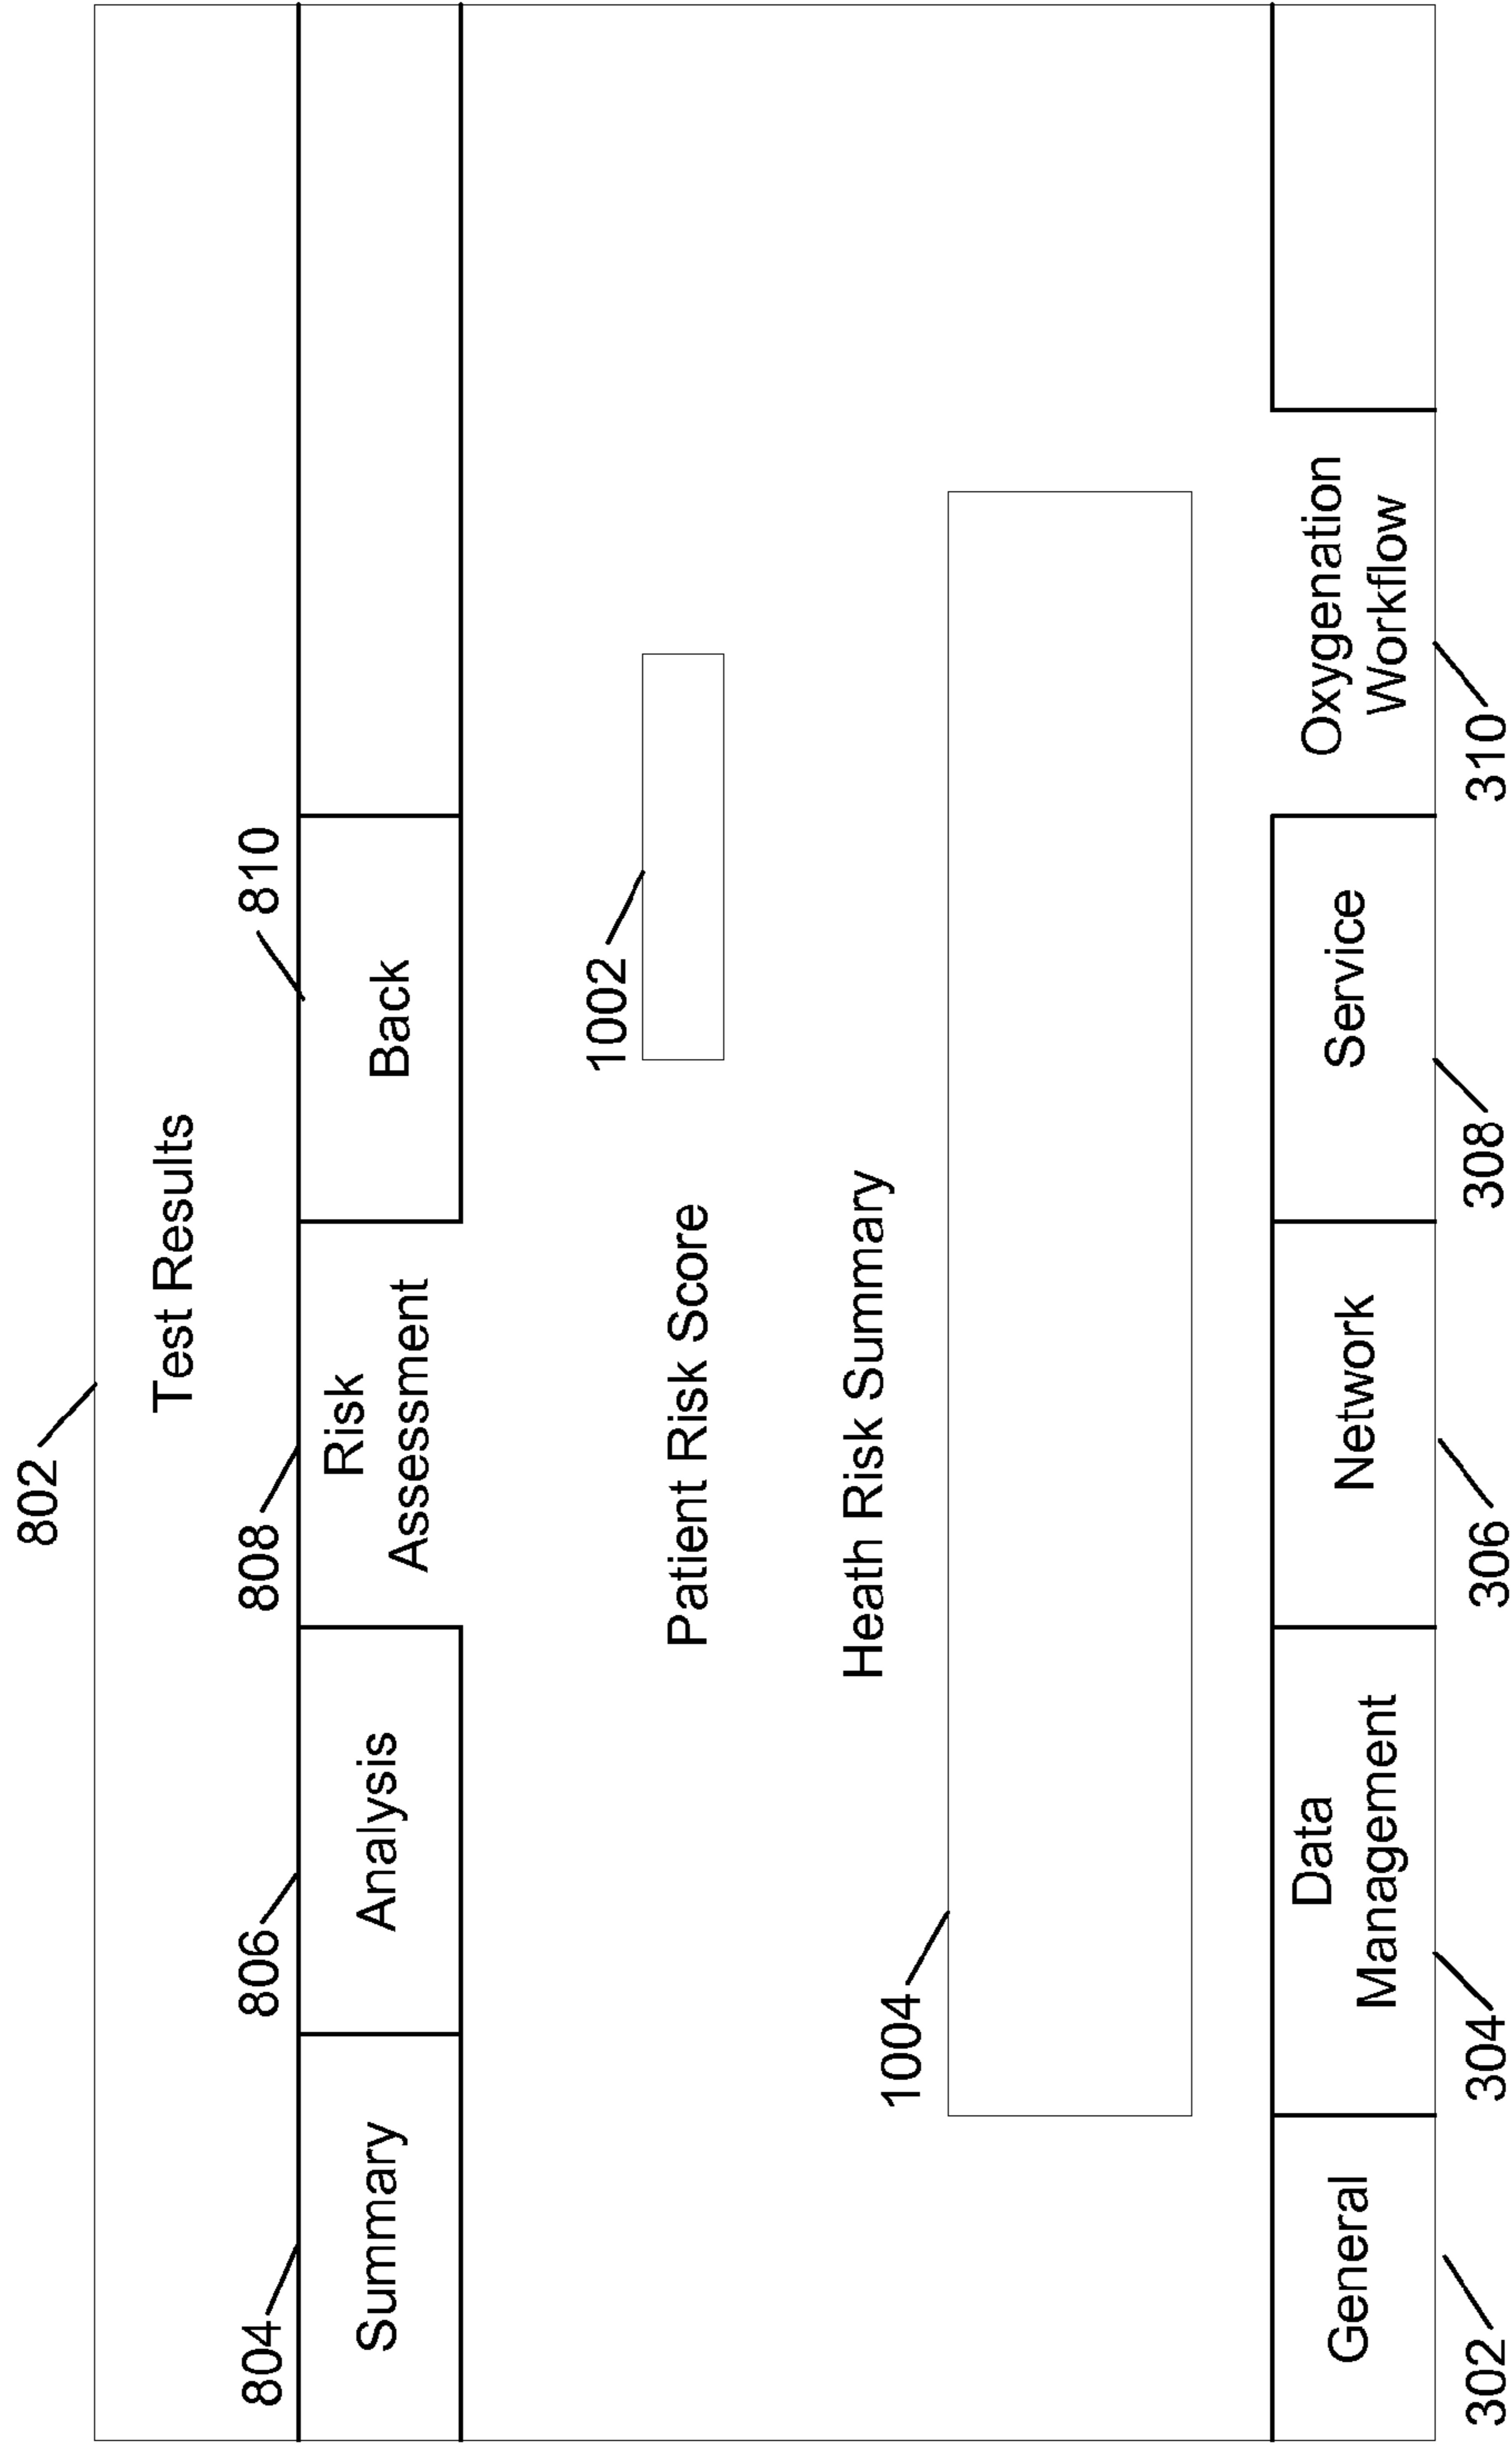 802
Test Results
804
806
808
810
Summary
Analysis
Risk
Assessment
Back
1002
Patient Risk Score
Heath Risk Summary
1004
General
Data
Management
Network
Service
Oxygenation
Workflow
302
304
306
308
310